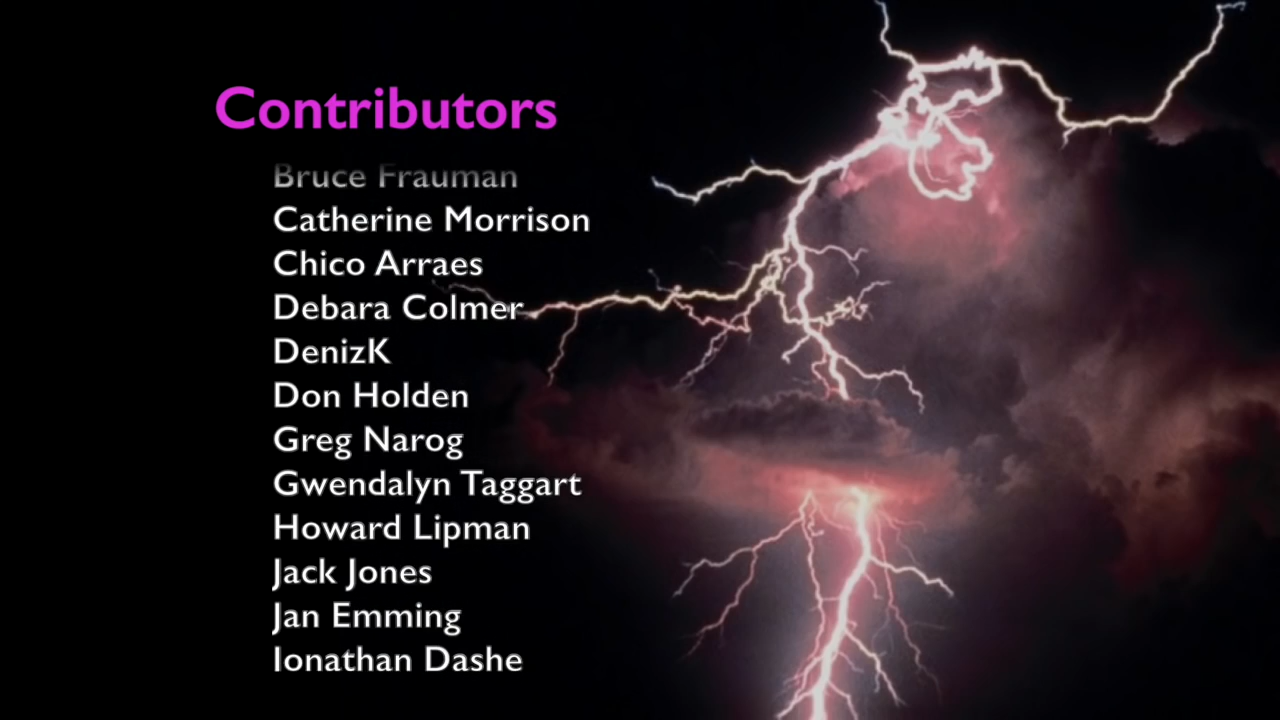 Contributors
Bruce Frauman
Catherine Morrison
Chico Arraes
Debara Colmer
DenizK
Don Holden
Greg Narog
Gwendalyn Taggart
Howard Lipman
Jack Jones
Jan Emming
Jonathan Dashe